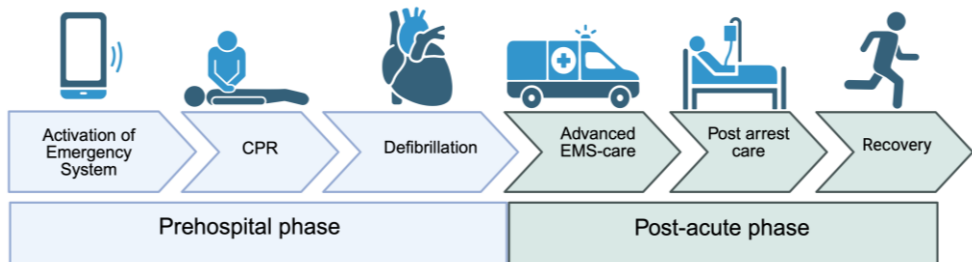 Activation of
Emergency
System
CPR
Defibrillation
Advanced
EMS-care
Post arrest
care
Recovery
Prehospital phase
Post-acute phase